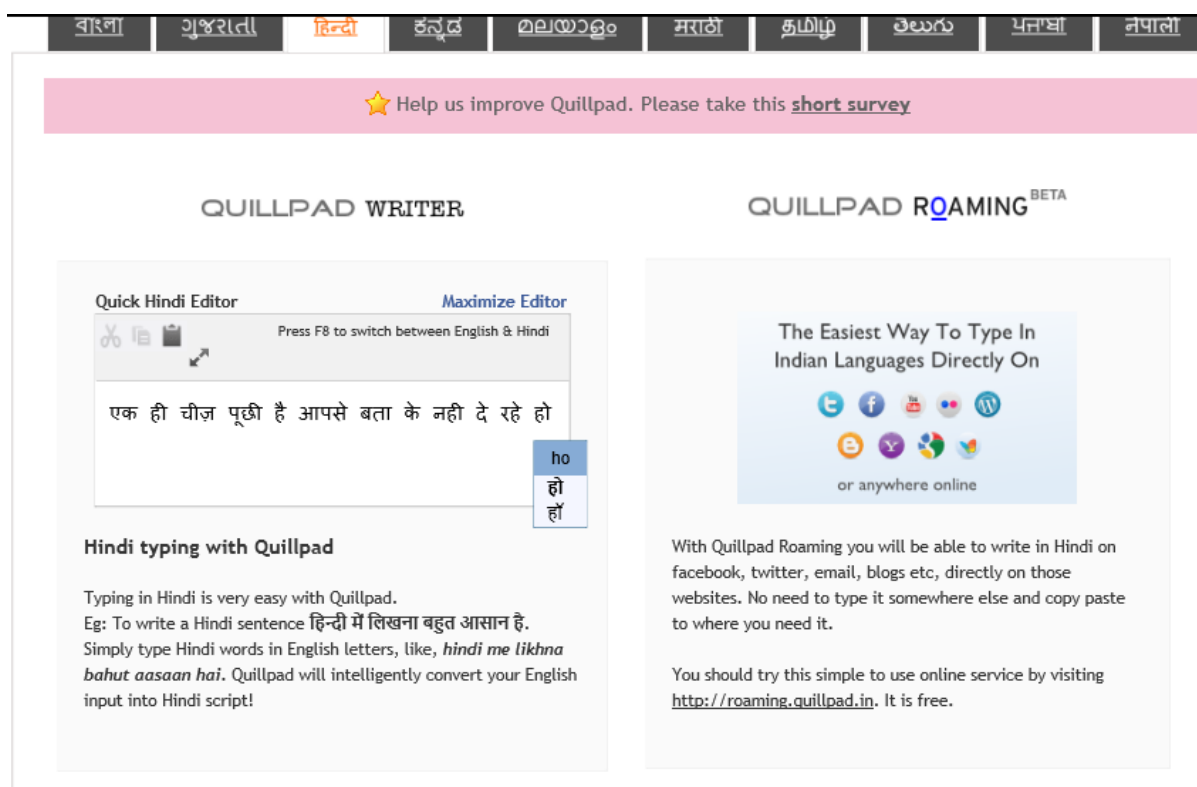 বাংলা ગુજરાતી हिन्दी ಕನ್ನಡ മലയാളം मराठी தமிழ் తెలుగు ਪੰਜਾਬੀ नेपाली
Help us improve Quillpad. Please take this short survey
QUILLPAD WRITER
QUILLPAD ROAMING BETA
Quick Hindi Editor Maximize Editor
Press F8 to switch between English & Hindi
एक ही चीज़ पूछी है आपसे बता के नही दे रहे हो
ho
हो
हॉ
Hindi typing with Quillpad
Typing in Hindi is very easy with Quillpad.
Eg: To write a Hindi sentence हिन्दी में लिखना बहुत आसान है.
Simply type Hindi words in English letters, like, hindi me likhna
bahut aasaan hai. Quillpad will intelligently convert your English
input into Hindi script!
The Easiest Way To Type In
Indian Languages Directly On
or anywhere online
With Quillpad Roaming you will be able to write in Hindi on
facebook, twitter, email, blogs etc, directly on those
websites. No need to type it somewhere else and copy paste
to where you need it.
You should try this simple to use online service by visiting
http://roaming.quillpad.in. It is free.